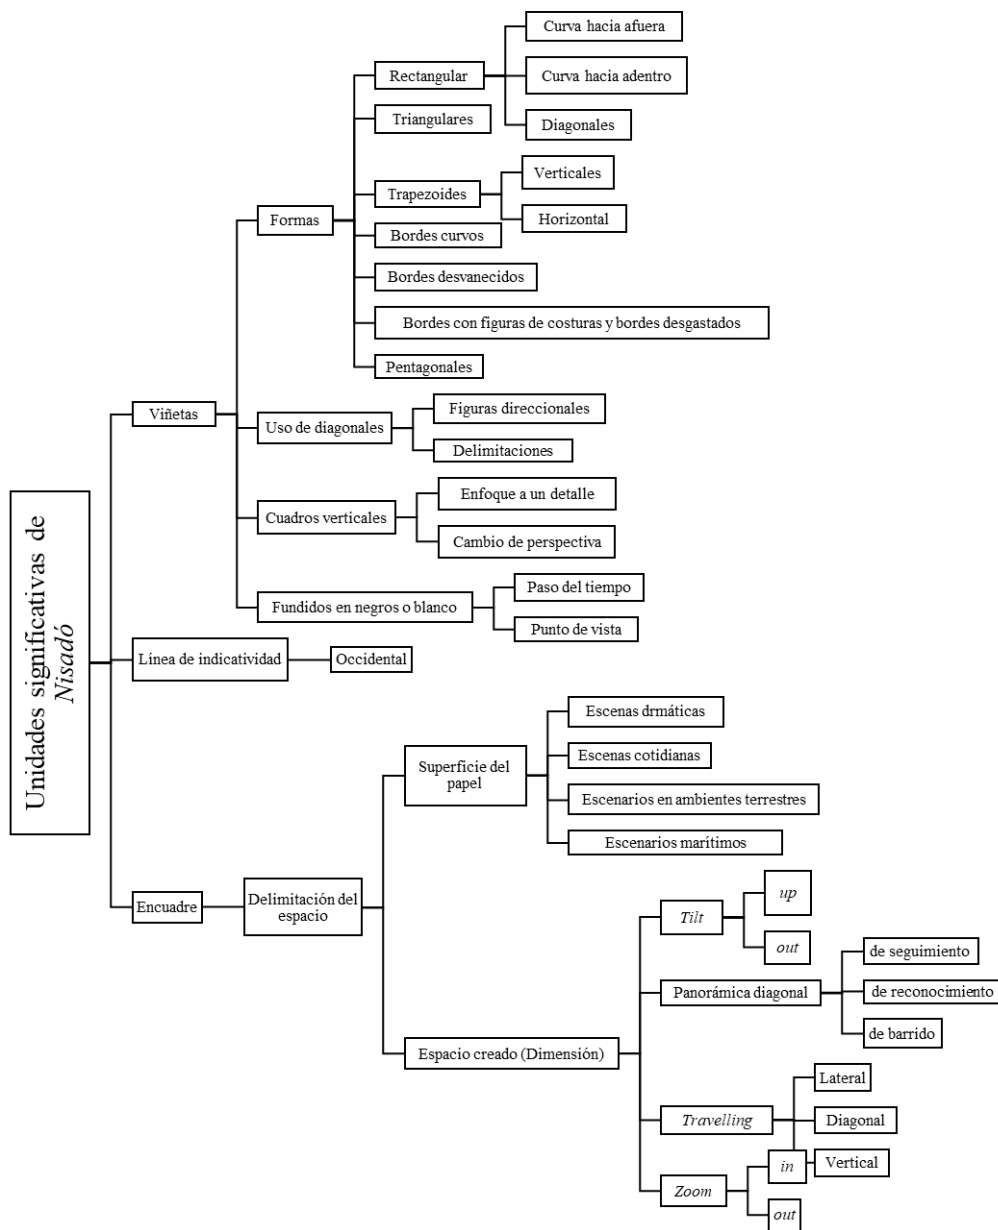 Unidades significativas de
Nisadó
Viñetas
Formas
Rectangular
Curva hacia afuera
Curva hacia adentro
Diagonales
Triangulares
Trapezoides
Verticales
Horizontal
Bordes curvos
Bordes desvanecidos
Bordes con figuras de costuras y bordes desgastados
Pentagonales
Uso de diagonales
Figuras direccionales
Delimitaciones
Cuadros verticales
Enfoque a un detalle
Cambio de perspectiva
Fundidos en negros o blanco
Paso del tiempo
Punto de vista
Línea de indicatividad
Occidental
Encuadre
Delimitación del
espacio
Superficie del
papel
Escenas drmáticas
Escenas cotidianas
Escenarios en ambientes terrestres
Escenarios marítimos
Espacio creado (Dimensión)
Tilt
up
out
Panorámica diagonal
de seguimiento
de reconocimiento
de barrido
Travelling
Lateral
Diagonal
Vertical
Zoom
in
out